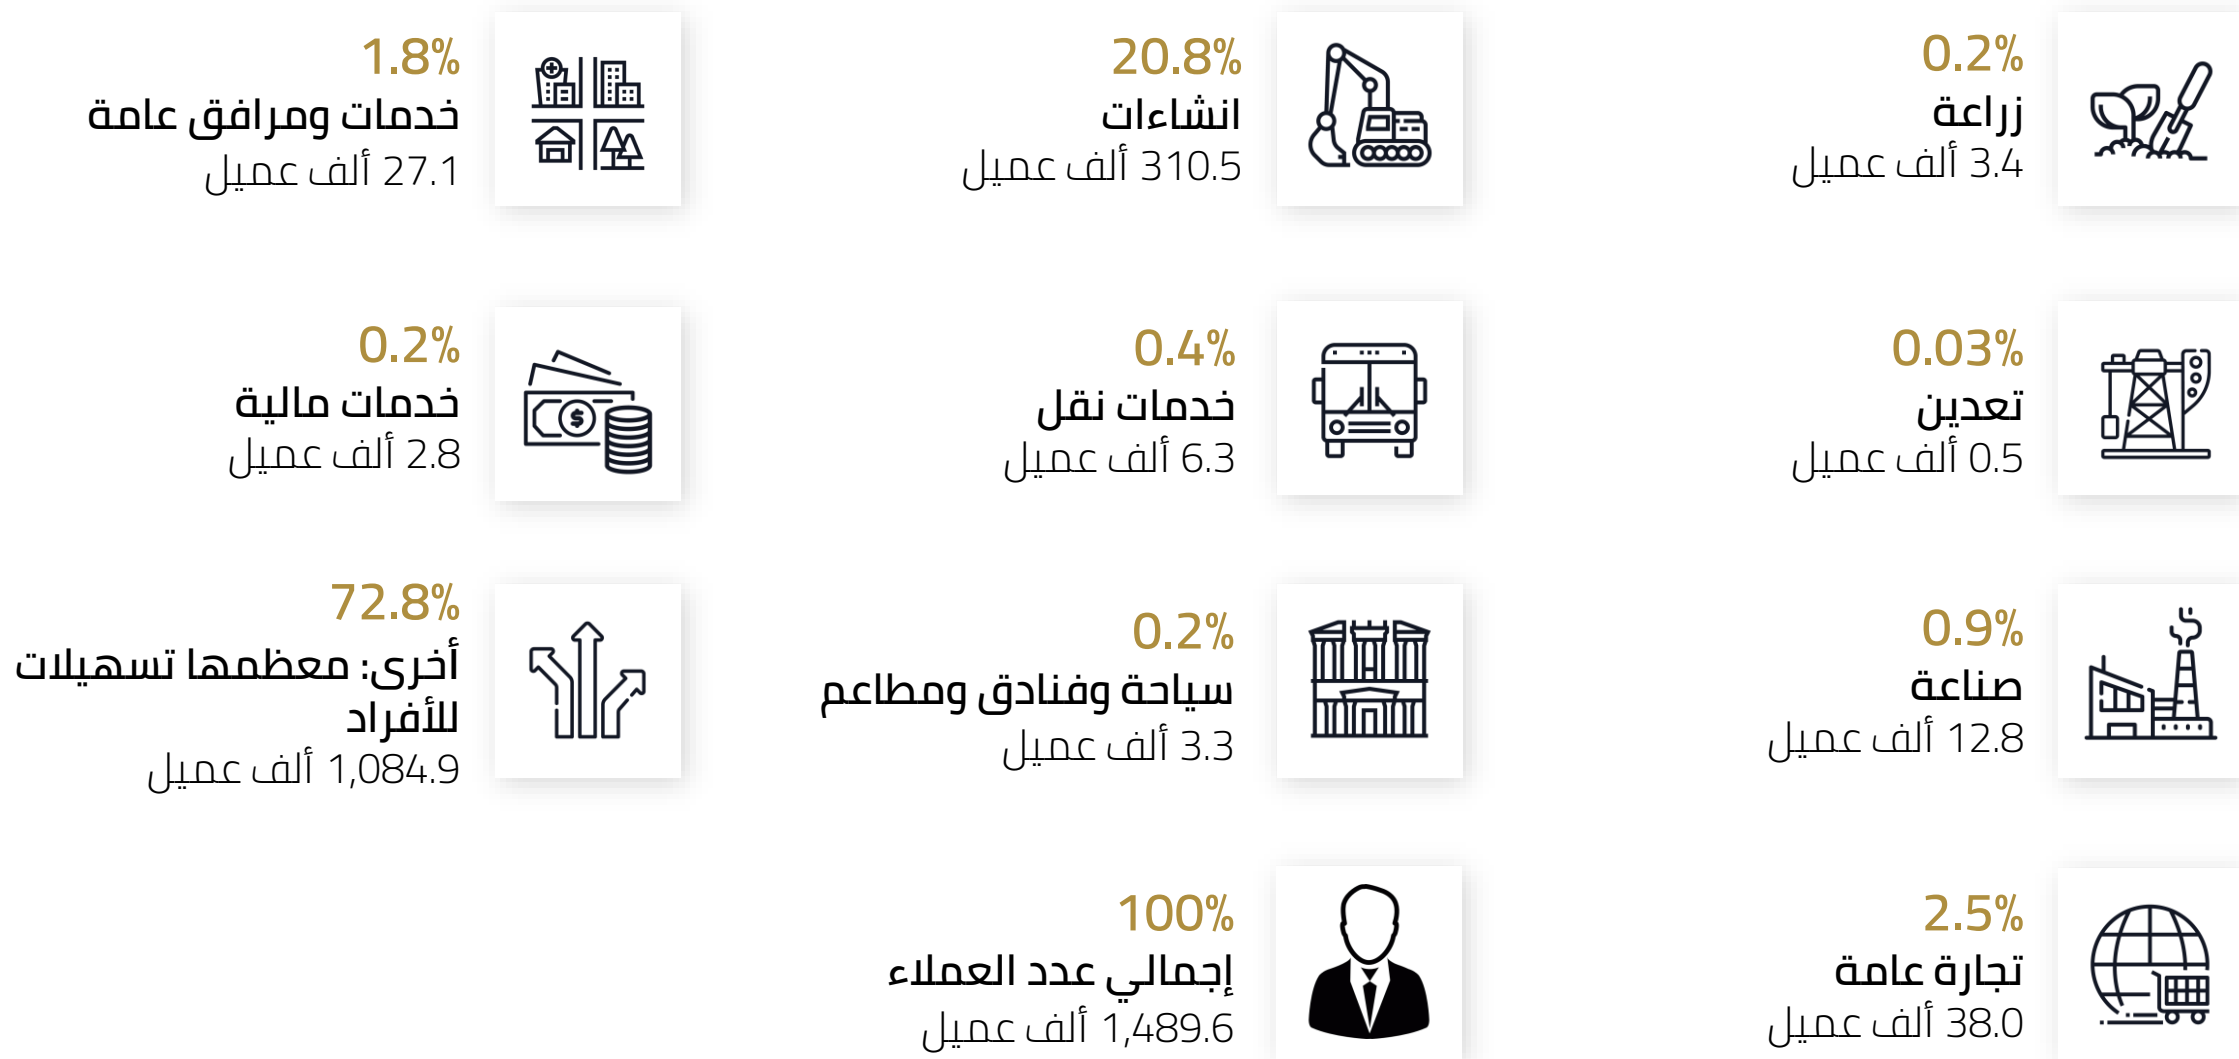 0.2%
زراعة
3.4 ألف عميل
20.8%
انشاءات
310.5 ألف عميل
1.8%
خدمات ومرافق عامة
27.1 ألف عميل
0.03%
تعدين
0.5 ألف عميل
0.4%
خدمات نقل
6.3 ألف عميل
0.2%
خدمات مالية
2.8 ألف عميل
0.9%
صناعة
12.8 ألف عميل
0.2%
سياحة وفنادق ومطاعم
3.3 ألف عميل
72.8%
أخرى: معظمها تسهيلات
للأفراد
1,084.9 ألف عميل
2.5%
تجارة عامة
38.0 ألف عميل
100%
إجمالي عدد العملاء
1,489.6 ألف عميل